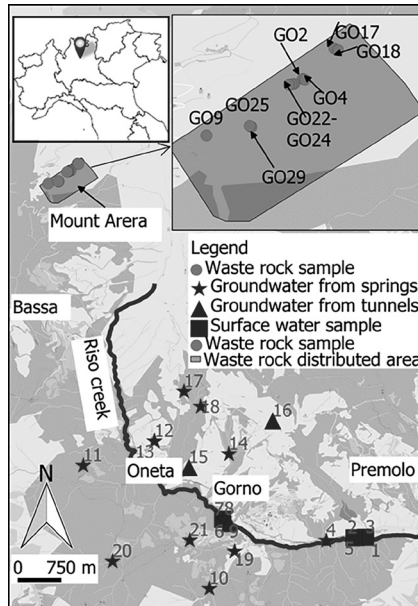 GO17
GO2
GO18
GO25
GO9
GO4
GO22-
GO24
GO29
Mount Arera
Legend
Waste rock sample
Groundwater from springs
Groundwater from tunnels
Surface water sample
Waste rock sample
Waste rock distributed area
Bassa
Riso creek
17
18
16
12
13
14
11
Oneta
15
Premolo
N
Gorno
78
2 3
6 9
21
4
5 1
19
20
10
0 750 m